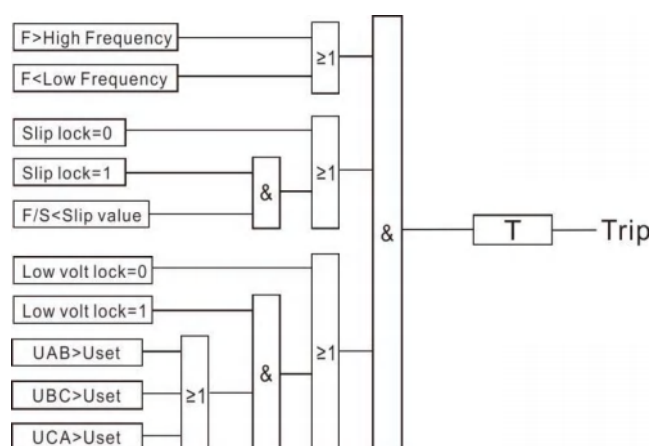 F>High Frequency
≥1
F<Low Frequency
Slip lock=0
Slip lock=1
≥1
&
F/S<Slip value
&
T
Trip
Low volt lock=0
Low volt lock=1
UAB>Uset
≥1
&
UBC>Uset
≥1
UCA>Uset